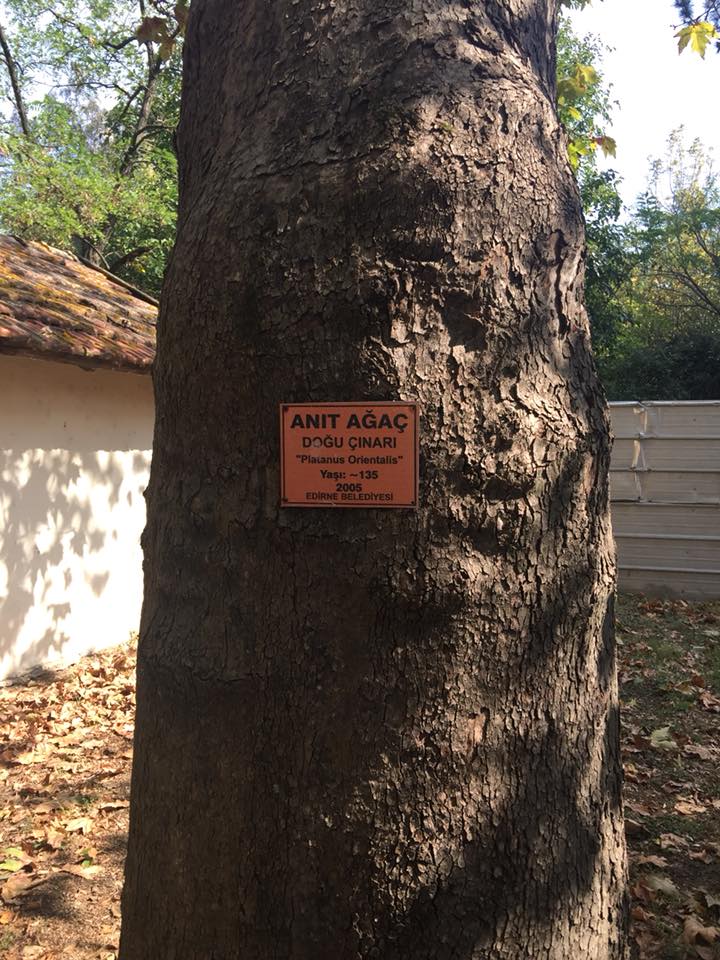 ANIT AĞAÇ
DOĞU ÇINARI
"Platanus Orientalis"
Yaşı: ~135
2005
EDİRNE BELEDİYESİ